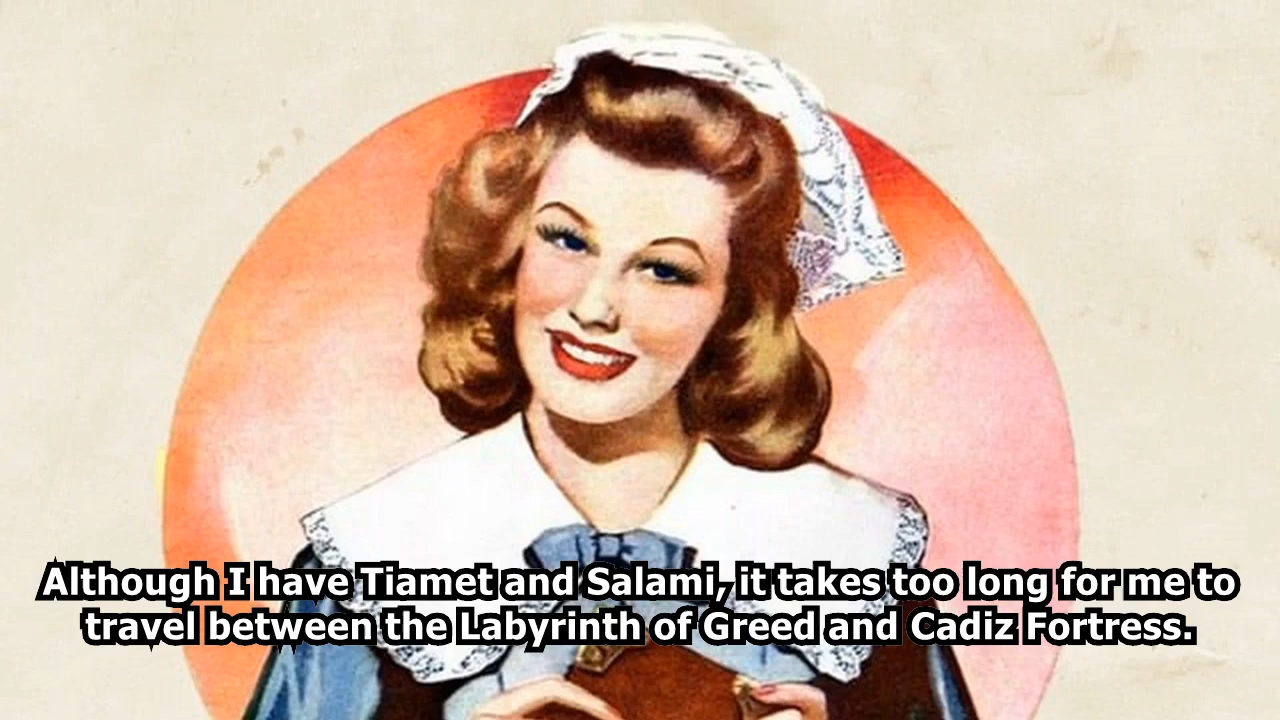 Although I have Tiamet and Salami, it takes too long for me to
travel between the Labyrinth of Greed and Cadiz Fortress.